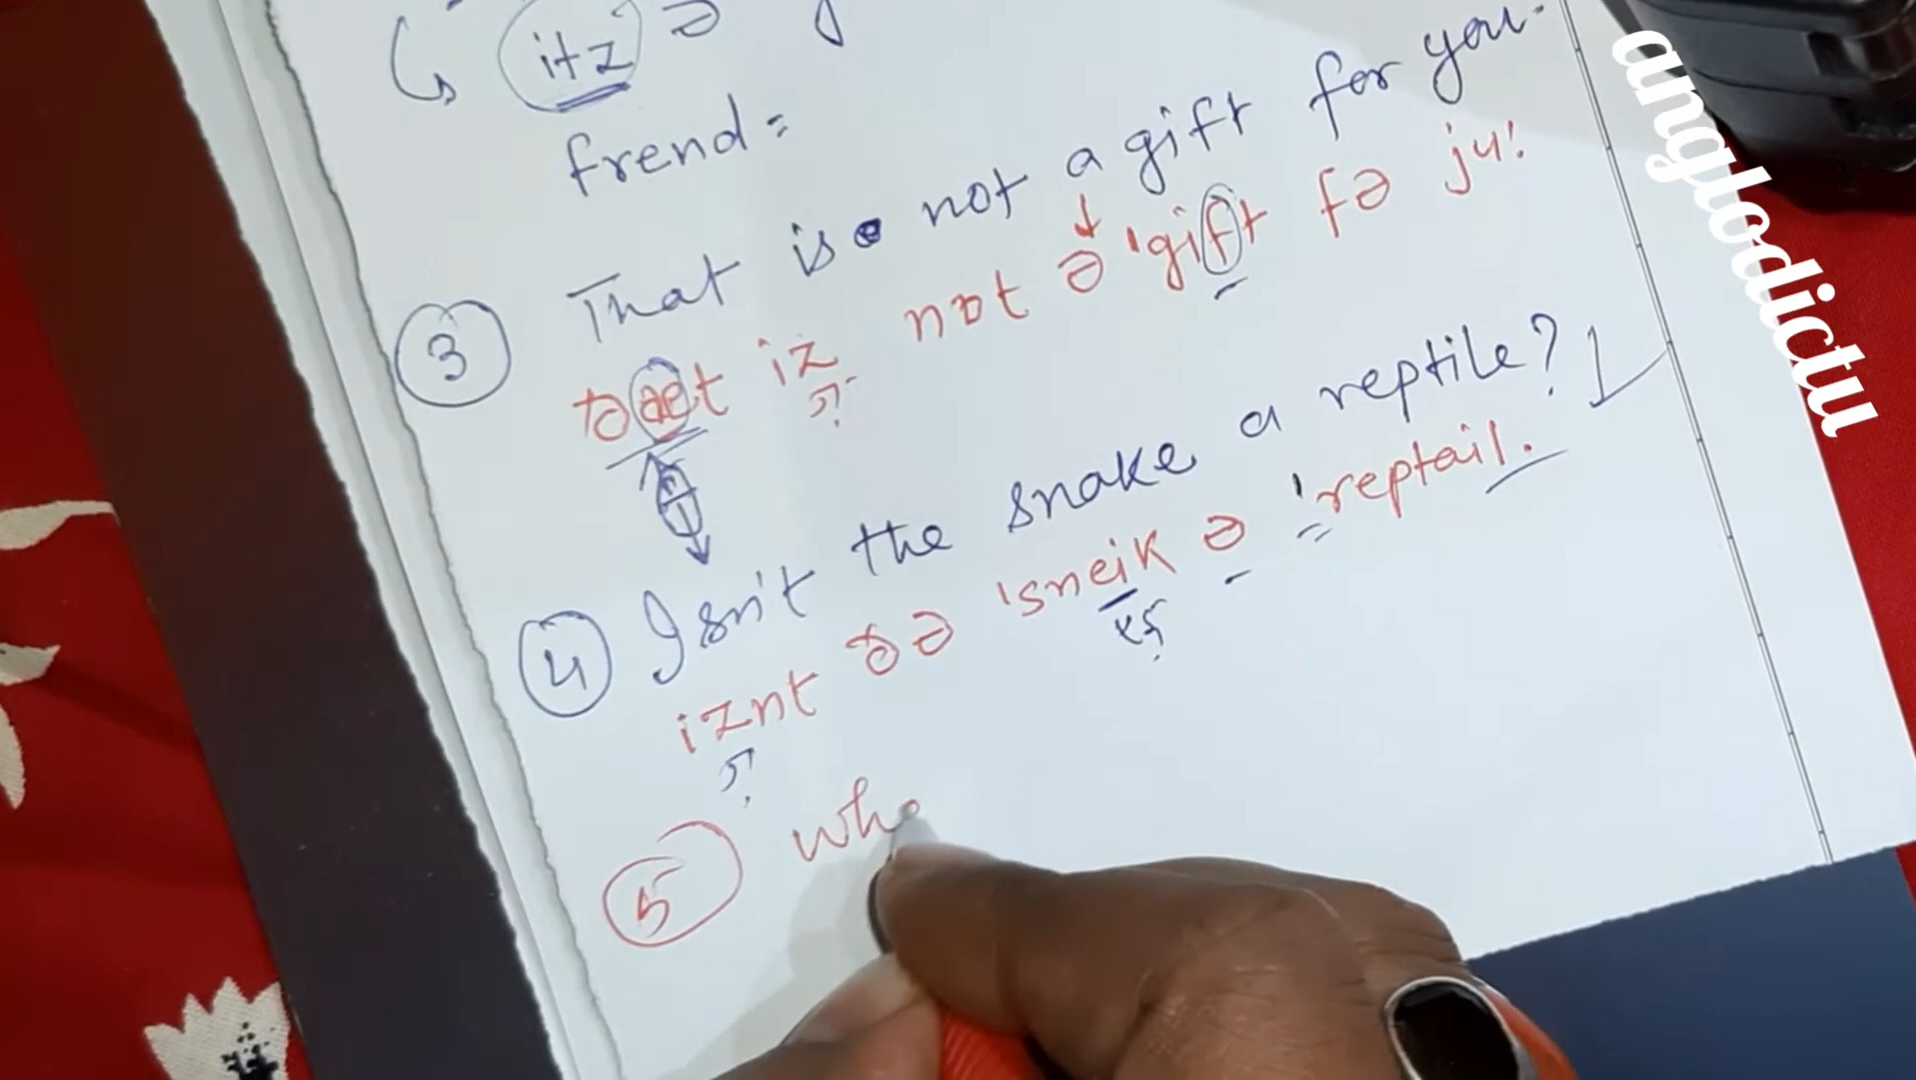 itz ə
frend =
③ That is not a gift for you.
ðæt iz nɒt ə 'gift fə ju:
④ Isn't the snake a reptile?
iznt ðə 'sneik ə 'reptail.
⑤ who
anglodictu